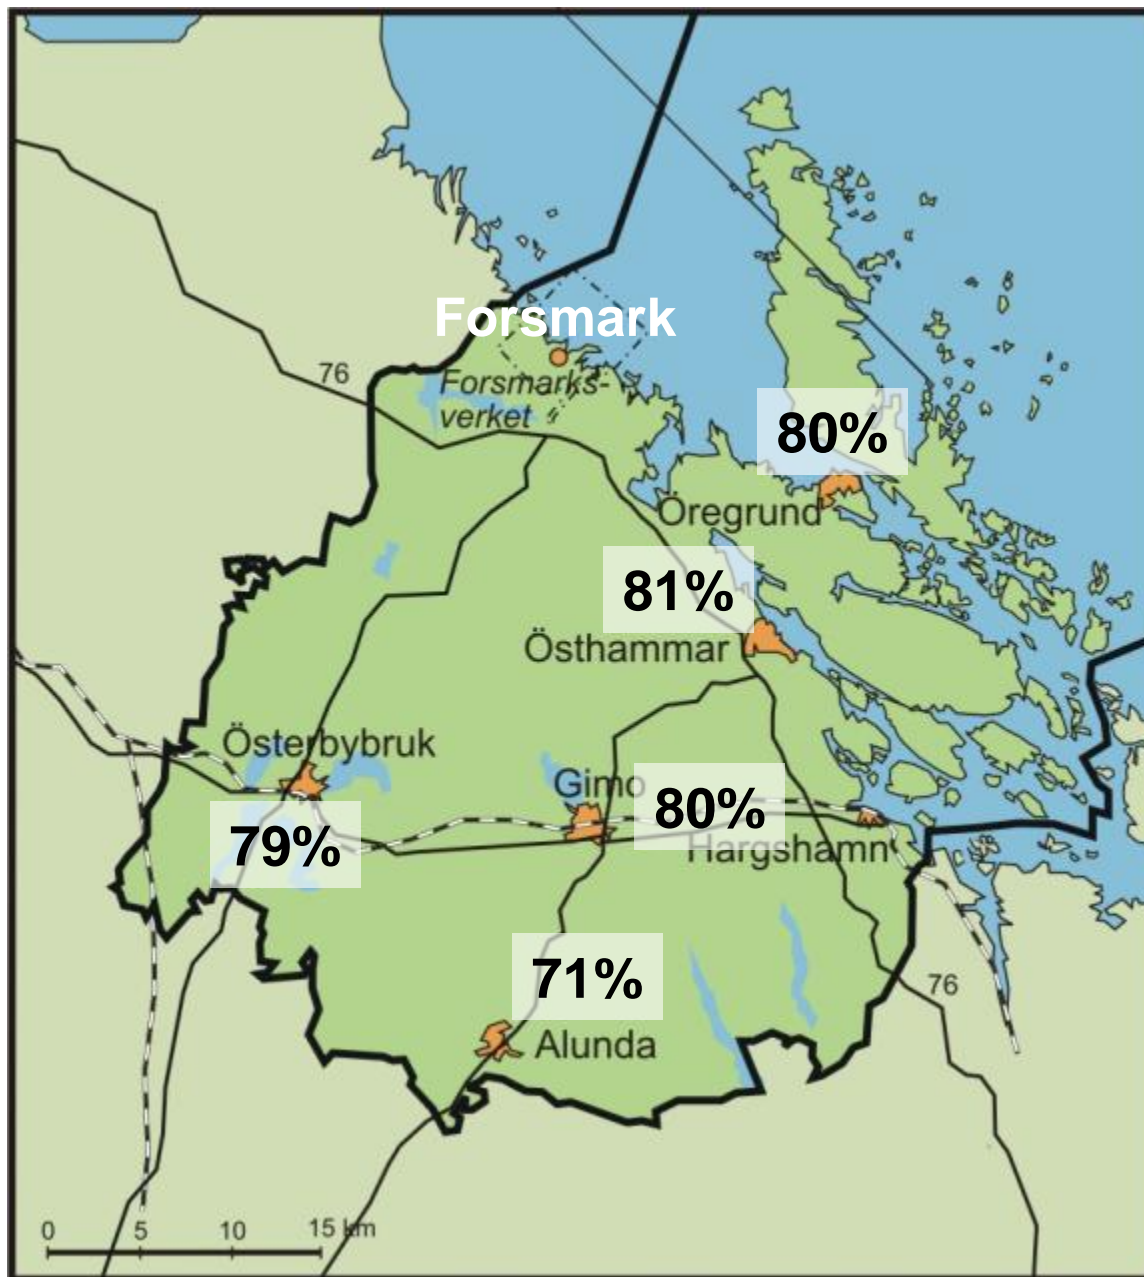 Forsmark
76
Forsmarks-
verket
80%
Öregrund
81%
Östhammar
Österbybruk
Gimo
80%
79%
Hargshamn
71%
76
Alunda
0 5 10 15 km